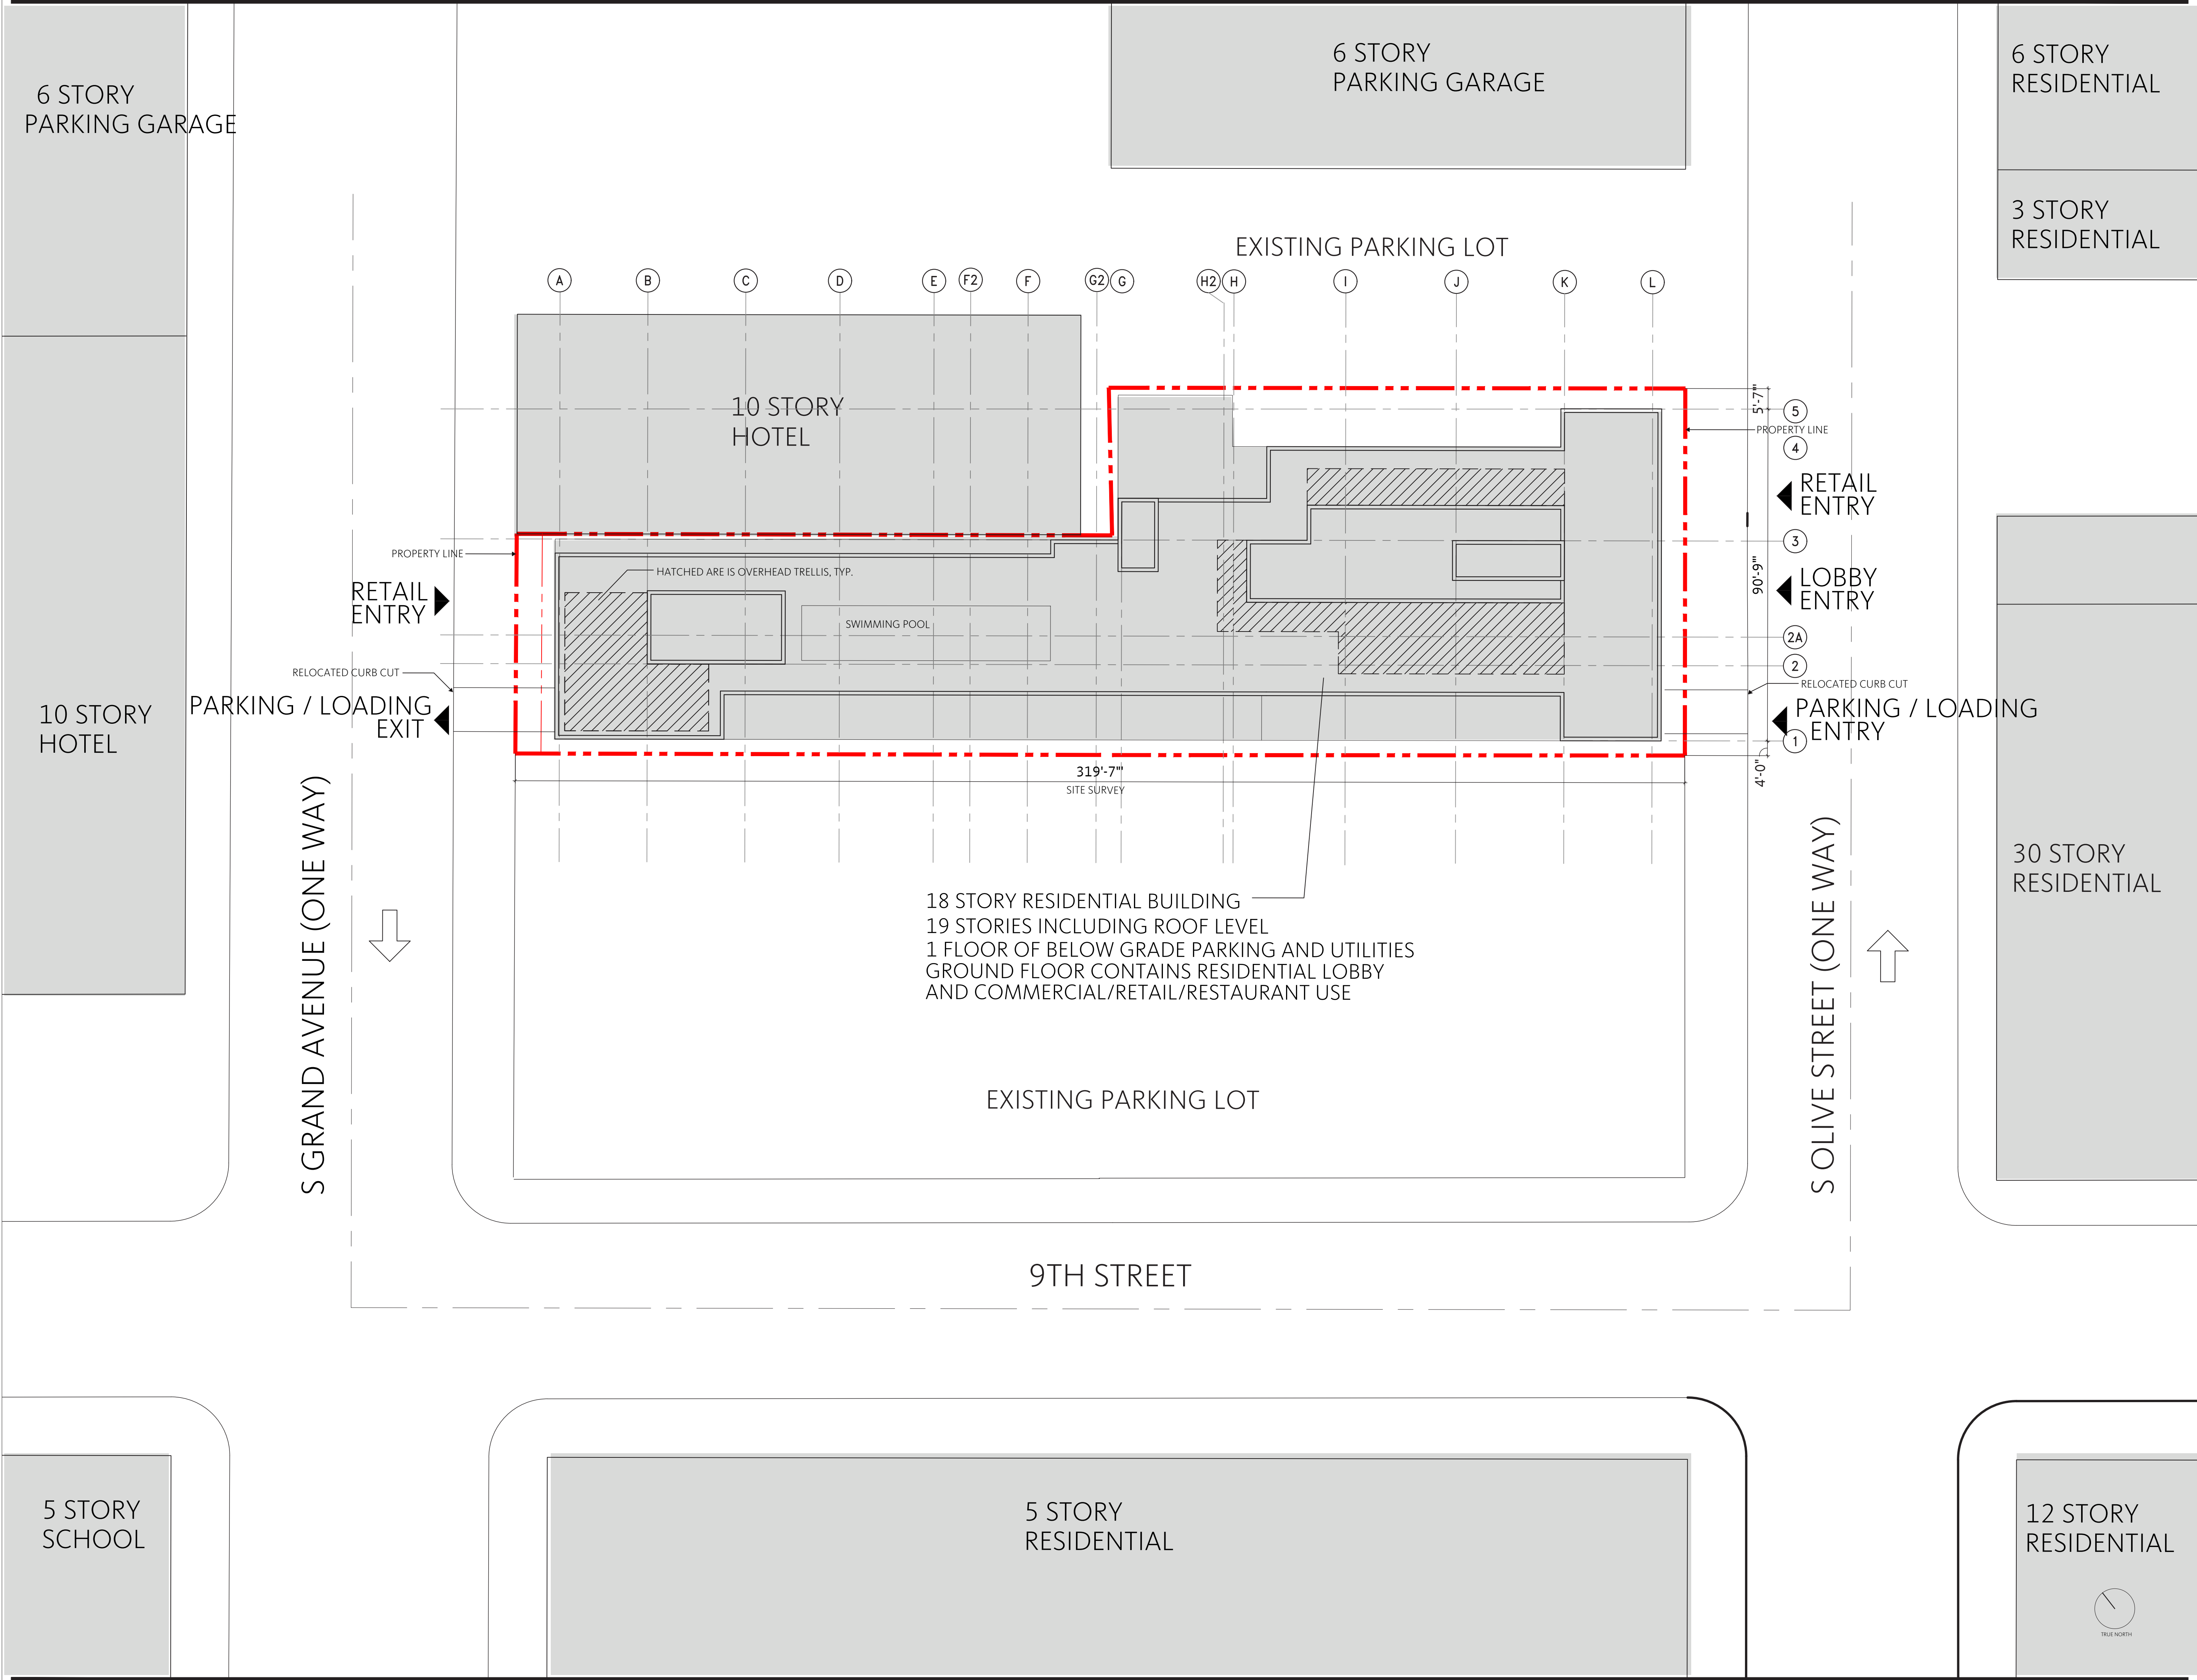 6 STORY
PARKING GARAGE
6 STORY
PARKING GARAGE
6 STORY
RESIDENTIAL
3 STORY
RESIDENTIAL
EXISTING PARKING LOT
A
B
C
D
E
F2
F
G2
G
H2
H
I
J
K
L
10 STORY
HOTEL
5'-7"'
5
PROPERTY LINE
4
RETAIL
ENTRY
3
PROPERTY LINE
HATCHED ARE IS OVERHEAD TRELLIS, TYP.
90'-9"
LOBBY
ENTRY
RETAIL
ENTRY
SWIMMING POOL
2A
2
RELOCATED CURB CUT
RELOCATED CURB CUT
PARKING / LOADING
EXIT
PARKING / LOADING
ENTRY
1
4'-0"
10 STORY
HOTEL
319'-7"'
SITE SURVEY
S GRAND AVENUE (ONE WAY)
S OLIVE STREET (ONE WAY)
30 STORY
RESIDENTIAL
18 STORY RESIDENTIAL BUILDING
19 STORIES INCLUDING ROOF LEVEL
1 FLOOR OF BELOW GRADE PARKING AND UTILITIES
GROUND FLOOR CONTAINS RESIDENTIAL LOBBY
AND COMMERCIAL/RETAIL/RESTAURANT USE
EXISTING PARKING LOT
9TH STREET
5 STORY
SCHOOL
5 STORY
RESIDENTIAL
12 STORY
RESIDENTIAL
TRUE NORTH